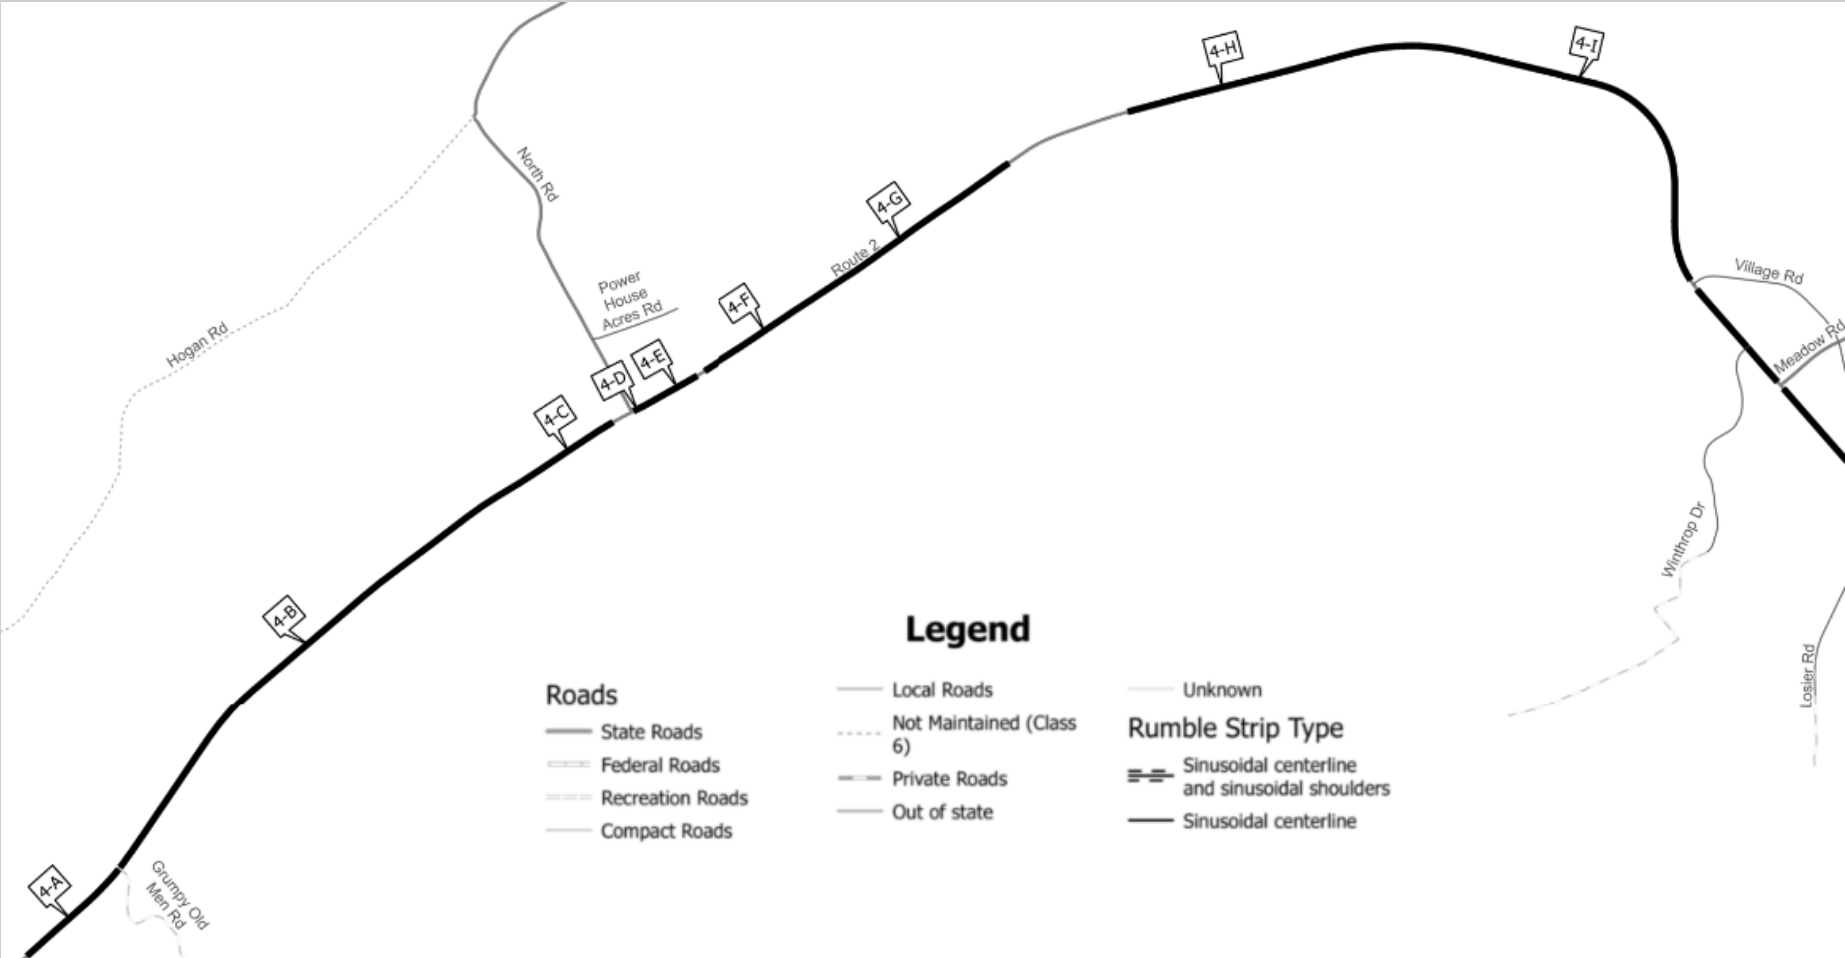 4-H
4-I
North Rd
4-G
Route 2
Village Rd
Power
House
Acres Rd
4-F
Meadow Rd
Hogan Rd
4-E
4-D
4-C
Winthrop Dr
4-B
Losier Rd
4-A
Grumpy Old
Men Rd
Legend
Roads
State Roads
Federal Roads
Recreation Roads
Compact Roads
Local Roads
Not Maintained (Class
6)
Private Roads
Out of state
Unknown
Rumble Strip Type
Sinusoidal centerline
and sinusoidal shoulders
Sinusoidal centerline